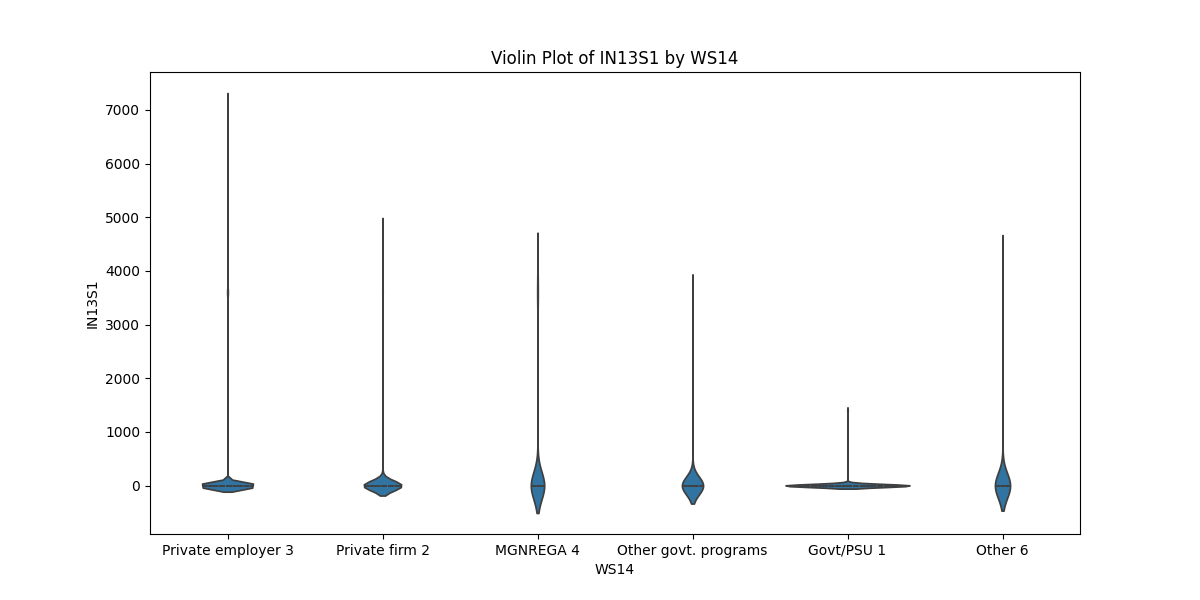 Violin Plot of IN13S1 by WS14
7000
6000
5000
4000
3000
2000
1000
0
IN13S1
Private employer 3 Private firm 2 MGNREGA 4 Other govt. programs Govt/PSU 1 Other 6
WS14